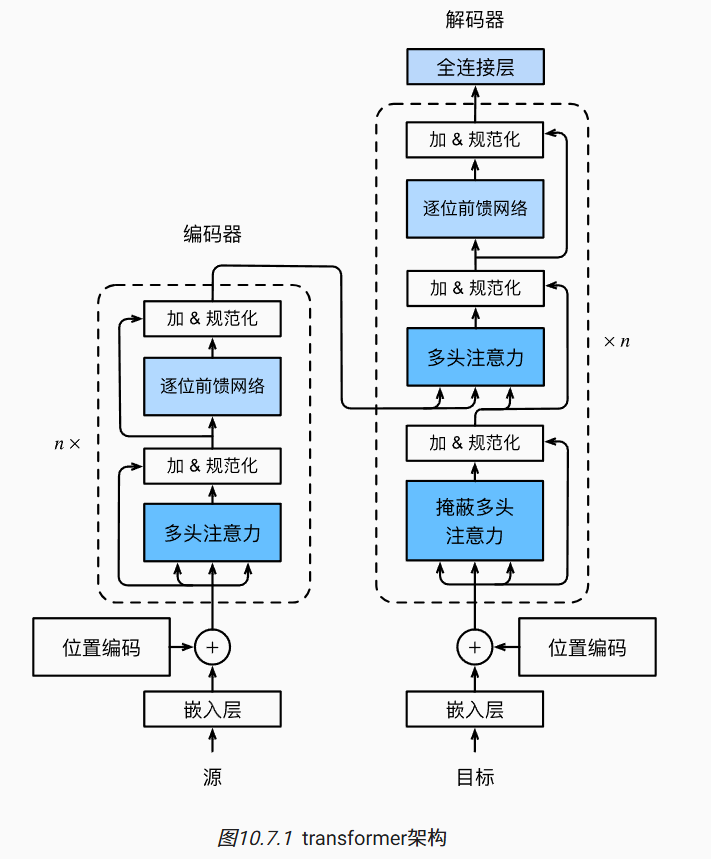 解码器
全连接层
加 & 规范化
逐位前馈网络
加 & 规范化
多头注意力
加 & 规范化
掩蔽多头
注意力
× n
位置编码
+
嵌入层
目标
编码器
加 & 规范化
逐位前馈网络
加 & 规范化
多头注意力
n ×
位置编码
+
嵌入层
源
图10.7.1 transformer架构